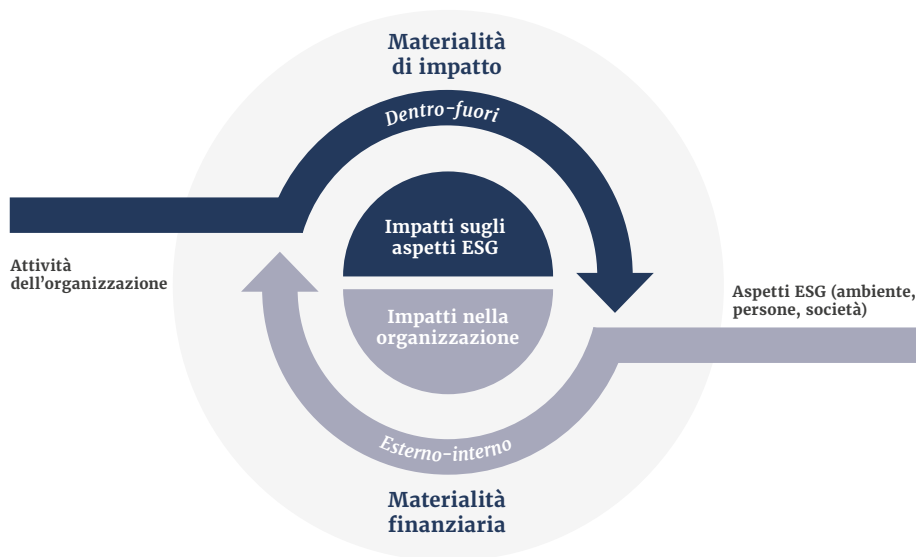 Materialità
di impatto
Dentro-fuori
Impatti sugli
aspetti ESG
Attività
dell’organizzazione
Aspetti ESG (ambiente,
persone, società)
Impatti nella
organizzazione
Esterno-interno
Materialità
finanziaria